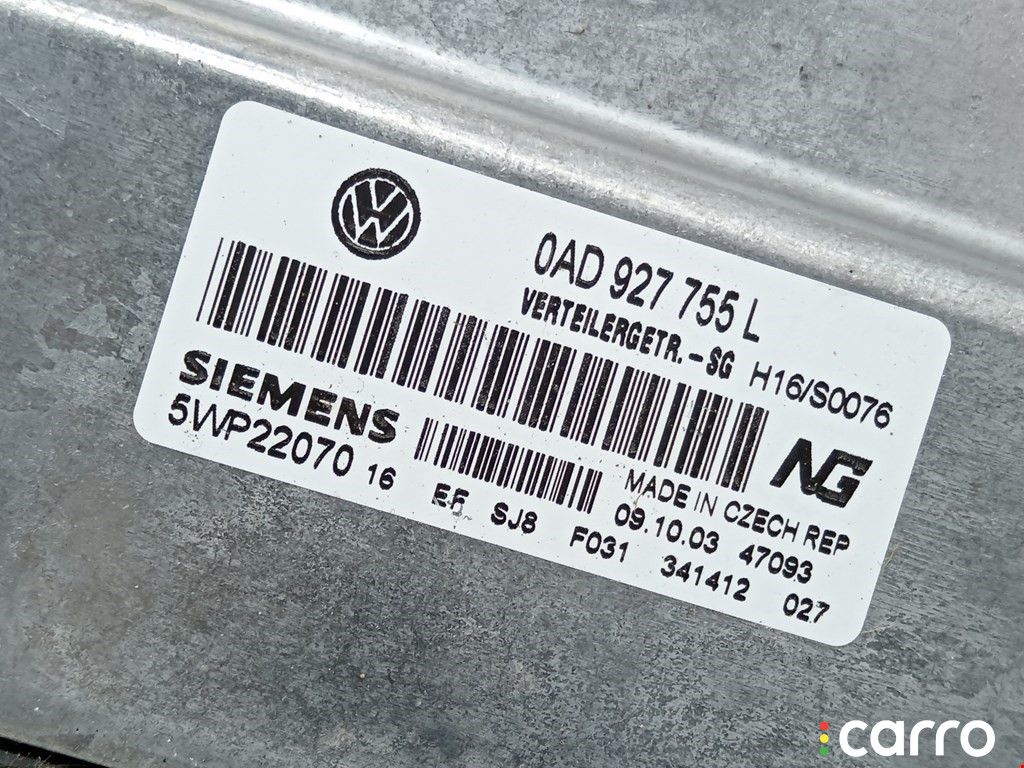 0AD 927 755 L
VERTEILERGETR.-SG H16/S0076
SIEMENS
5WP22070 16
NG
MADE IN CZECH REP
09.10.03 47093
SJ8 F031 341412 027
carro